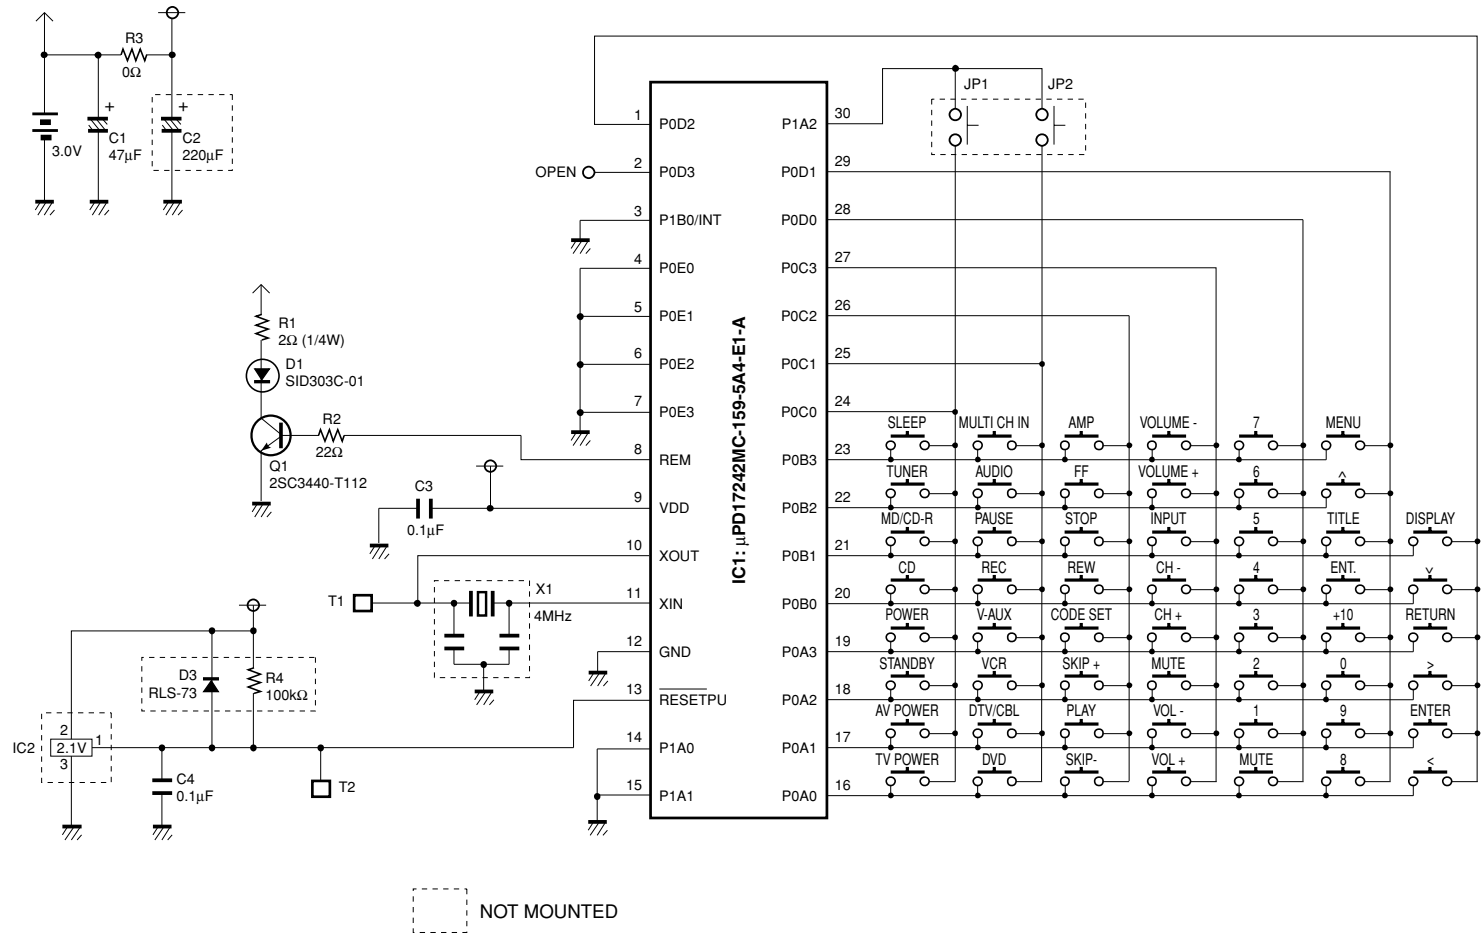 R3
0Ω
+
C1
47µF
3.0V
+
C2
220µF
R1
2Ω (1/4W)
D1
SID303C-01
R2
22Ω
Q1
2SC3440-T112
C3
0.1µF
T1
X1
4MHz
D3
RLS-73
R4
100kΩ
IC2
2
2.1V
1
3
C4
0.1µF
T2
OPEN
1 P0D2
2 P0D3
3 P1B0/INT
4 P0E0
5 P0E1
6 P0E2
7 P0E3
8 REM
9 VDD
10 XOUT
11 XIN
12 GND
13 RESETPU
14 P1A0
15 P1A1
IC1: µPD17242MC-159-5A4-E1-A
JP1 JP2
P1A2 30
P0D1 29
P0D0 28
P0C3 27
P0C2 26
P0C1 25
P0C0 24
SLEEP MULTI CH IN AMP VOLUME - 7 MENU
P0B3 23
TUNER AUDIO FF VOLUME + 6 ^
P0B2 22
MD/CD-R PAUSE STOP INPUT 5 TITLE DISPLAY
P0B1 21
CD REC REW CH - 4 ENT. v
P0B0 20
POWER V-AUX CODE SET CH + 3 +10 RETURN
P0A3 19
STANDBY VCR SKIP + MUTE 2 0 >
P0A2 18
AV POWER DTV/CBL PLAY VOL - 1 9 ENTER
P0A1 17
TV POWER DVD SKIP- VOL + MUTE 8 <
P0A0 16
NOT MOUNTED